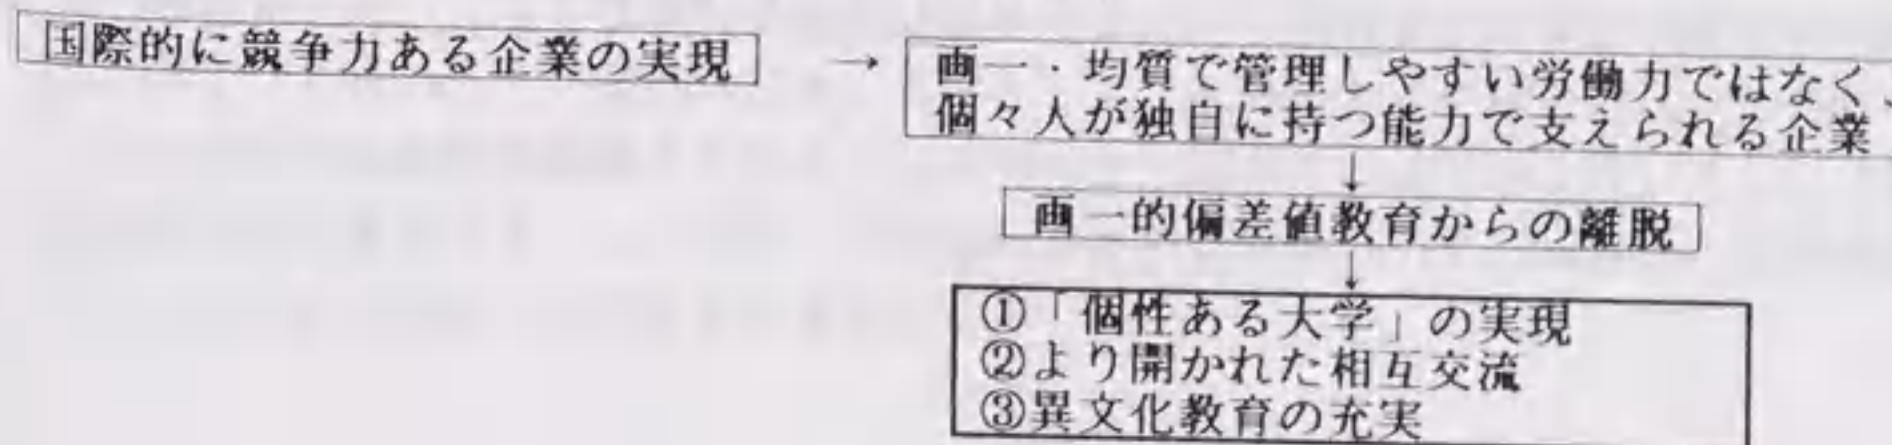 国際的に競争力ある企業の実現
→
画一・均質で管理しやすい労働力ではなく、
個々人が独自に持つ能力で支えられる企業
↓
画一的偏差値教育からの離脱
↓
①「個性ある大学」の実現
②より開かれた相互交流
③異文化教育の充実